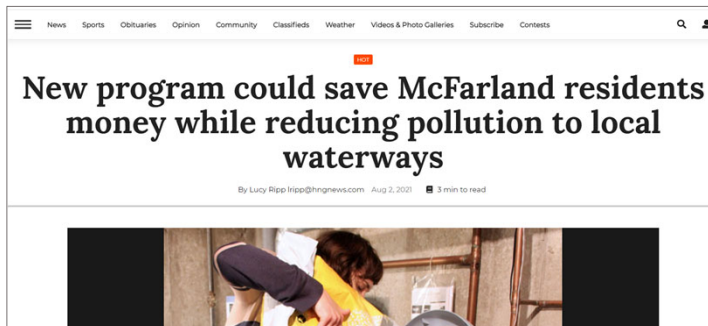 News Sports Obituaries Opinion Community Classifieds Weather Videos & Photo Galleries Subscribe Contests
HOT
New program could save McFarland residents
money while reducing pollution to local
waterways
By Lucy Ripp lripp@hngnews.com Aug 2, 2021 3 min to read